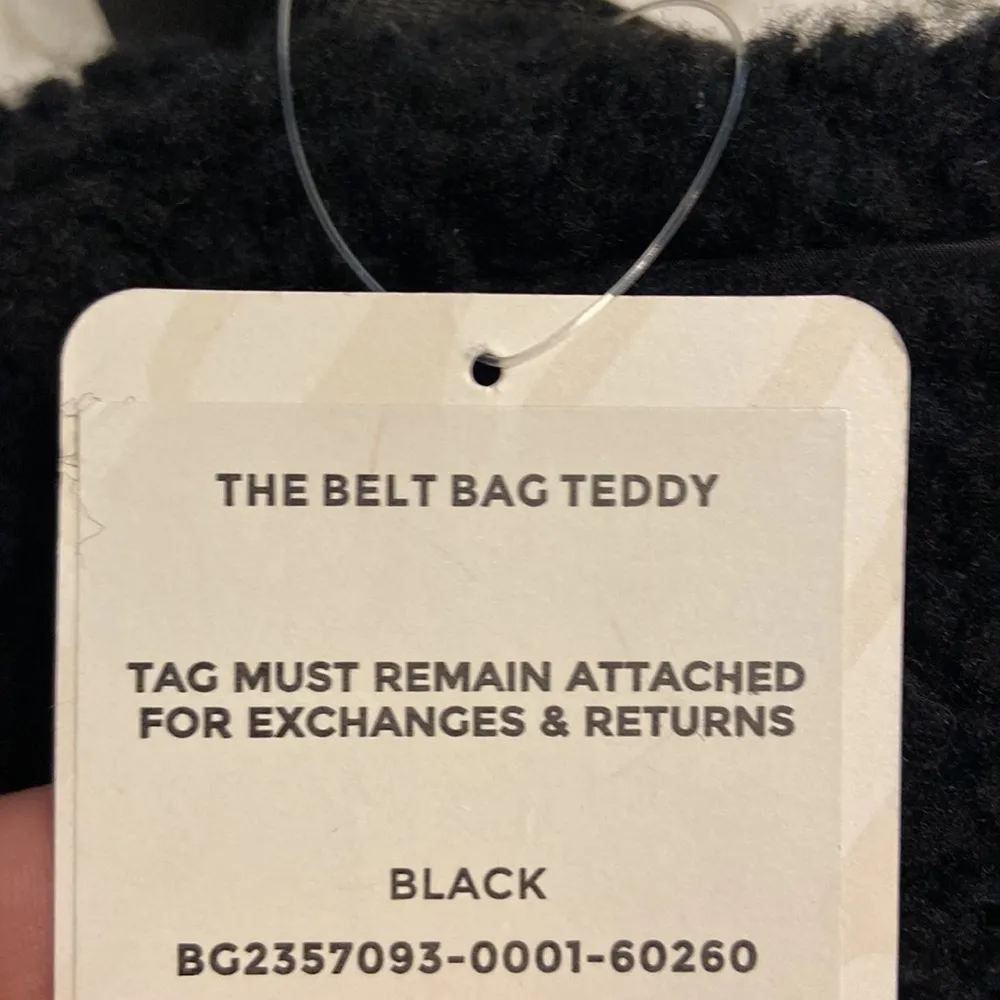 THE BELT BAG TEDDY
TAG MUST REMAIN ATTACHED
FOR EXCHANGES & RETURNS
BLACK
BG2357093-0001-60260